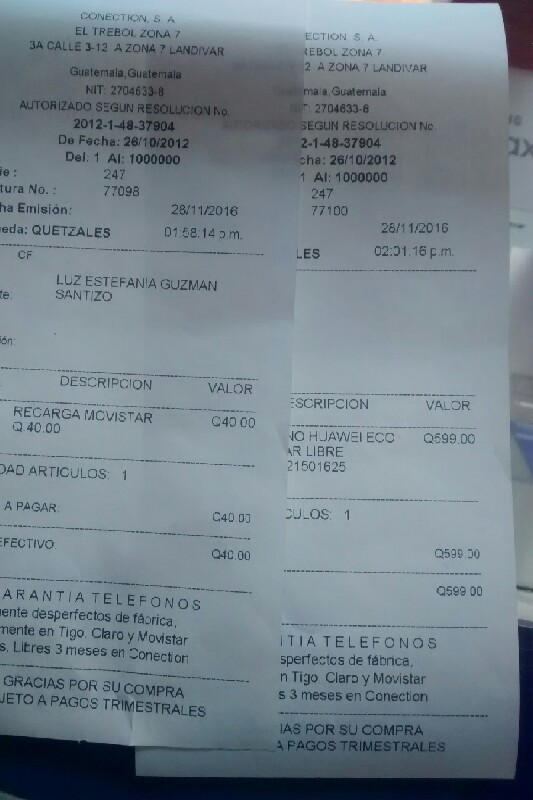 CONECTION, S. A.
EL TREBOL ZONA 7
3A CALLE 3-12 A ZONA 7 LANDIVAR
Guatemala, Guatemala
NIT: 2704633-8
AUTORIZADO SEGUN RESOLUCION No.
2012-1-48-37904
De Fecha: 26/10/2012
Del: 1 Al: 1000000
ie : 247
tura No. : 77098
ha Emisión: 28/11/2016
eda: QUETZALES 01:58:14 p.m.
CF
LUZ ESTEFANIA GUZMAN
te: SANTIZO
ión:
DESCRIPCION VALOR
RECARGA MOVISTAR Q40.00
Q.40.00
DAD ARTICULOS: 1
A PAGAR: Q40.00
EFECTIVO Q40.00
ARANTIA TELEFONOS
ente desperfectos de fábrica,
mente en Tigo, Claro y Movistar
s, Libres 3 meses en Conection
GRACIAS POR SU COMPRA
JETO A PAGOS TRIMESTRALES
ECTION, S. A.
REBOL ZONA 7
2 A ZONA 7 LANDIVAR
mala, Guatemala
: 2704633-8
SEGUN RESOLUCION No.
2-1-48-37904
cha: 26/10/2012
1 Al: 1000000
247
77100
28/11/2016
LES 02:01:16 p.m.
ESCRIPCION VALOR
NO HUAWEI ECO Q599.00
AR LIBRE
21501625
CULOS: 1
Q599.00
Q599.00
TIA TELEFONOS
sperfectos de fábrica,
n Tigo, Claro y Movistar
s 3 meses en Conection
IAS POR SU COMPRA
A PAGOS TRIMESTRALES